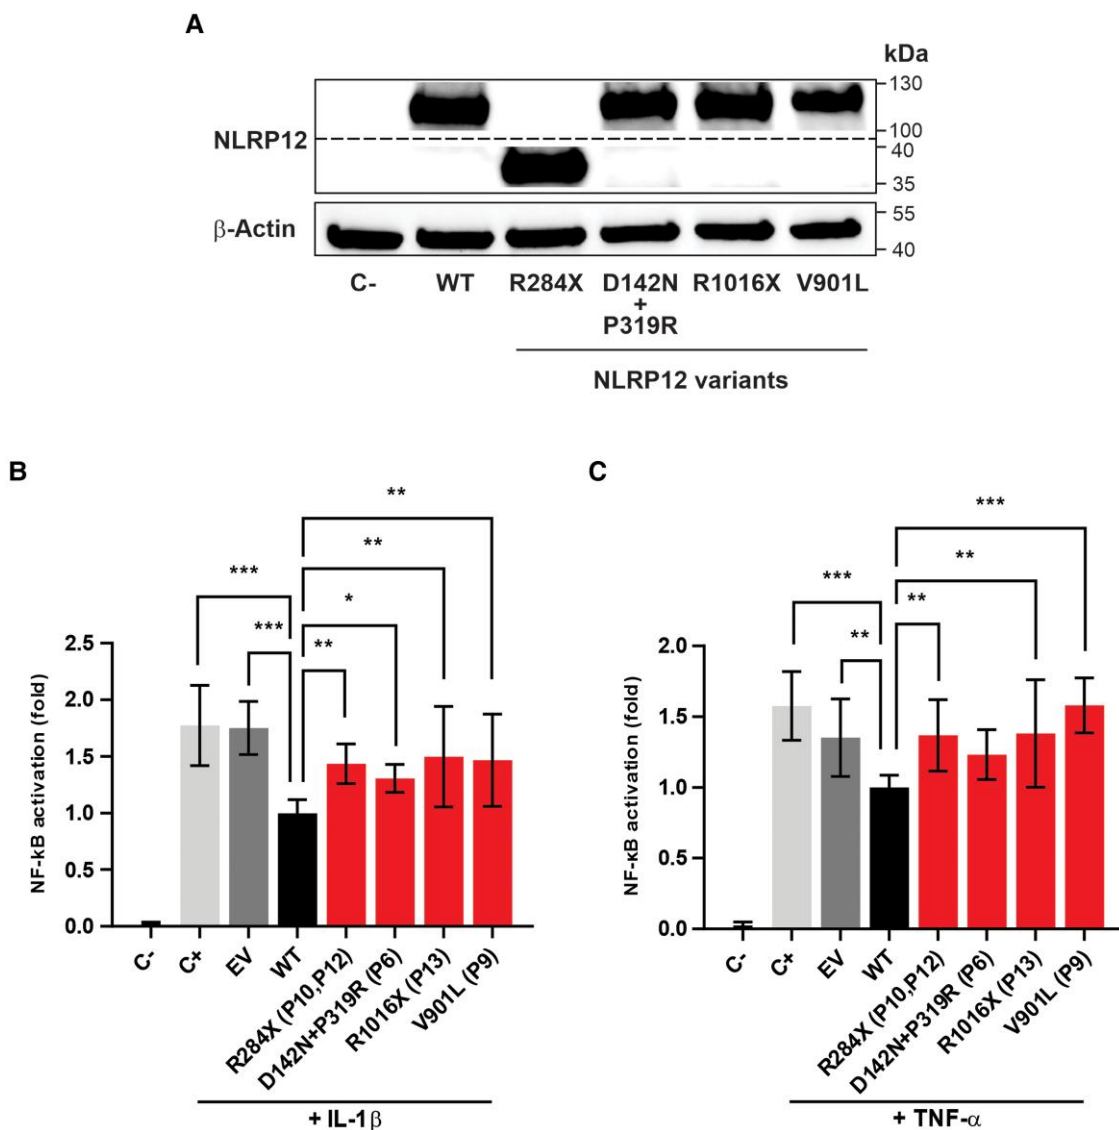 A
kDa
130
NLRP12
100
40
35
β-Actin
55
40
C-
WT
R284X
D142N
+
P319R
R1016X
V901L
NLRP12 variants
B
**
**
***
*
***
**
NF-kB activation (fold)
2.5
2.0
1.5
1.0
0.5
0.0
C-
C+
EV
WT
R284X (P10,P12)
D142N+P319R (P6)
R1016X (P13)
V901L (P9)
+ IL-1β
C
***
**
***
**
**
NF-κB activation (fold)
2.0
1.5
1.0
0.5
0.0
C-
C+
EV
WT
R284X (P10,P12)
D142N+P319R (P6)
R1016X (P13)
V901L (P9)
+ TNF-α